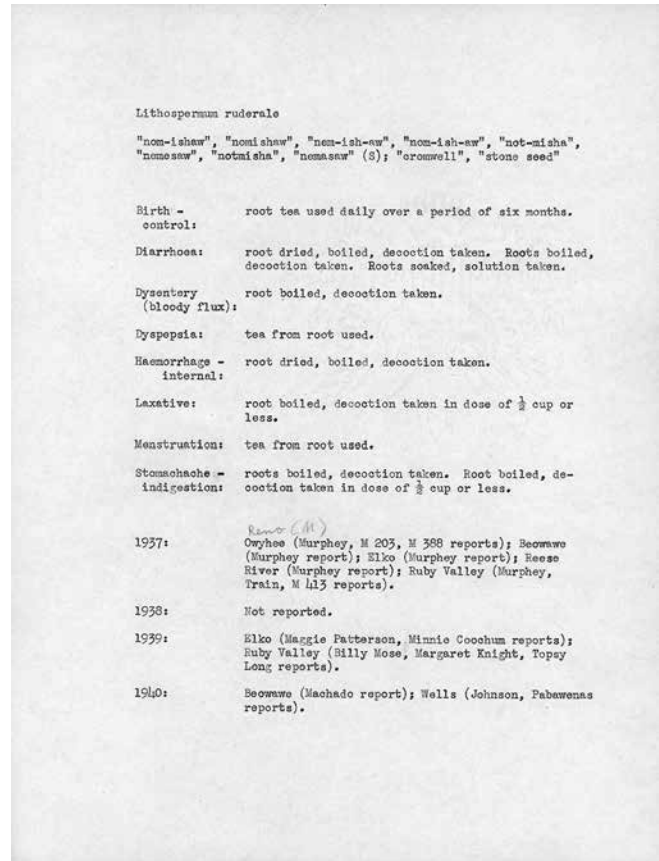 Lithospermum ruderale
"nom-ishaw", "nomishaw", "nem-ish-aw", "nom-ish-aw", "not-misha",
"nemesaw", "notmisha", "nemasaw" (S); "cromwell", "stone seed"
Birth - root tea used daily over a period of six months.
control:
Diarrhoea: root dried, boiled, decoction taken. Roots boiled,
decoction taken. Roots soaked, solution taken.
Dysentery root boiled, decoction taken.
(bloody flux):
Dyspepsia: tea from root used.
Haemorrhage - root dried, boiled, decoction taken.
internal:
Laxative: root boiled, decoction taken in dose of ½ cup or
less.
Menstruation: tea from root used.
Stomachache - roots boiled, decoction taken. Root boiled, de-
indigestion: coction taken in dose of ½ cup or less.
Reno (M)
1937: Owyhee (Murphey, M 203, M 388 reports); Beowawe
(Murphey report); Elko (Murphey report); Reese
River (Murphey report); Ruby Valley (Murphey,
Train, M 413 reports).
1938: Not reported.
1939: Elko (Maggie Patterson, Minnie Coochum reports);
Ruby Valley (Billy Mose, Margaret Knight, Topsy
Long reports).
1940: Beowawe (Machado report); Wells (Johnson, Pabawenas
reports).